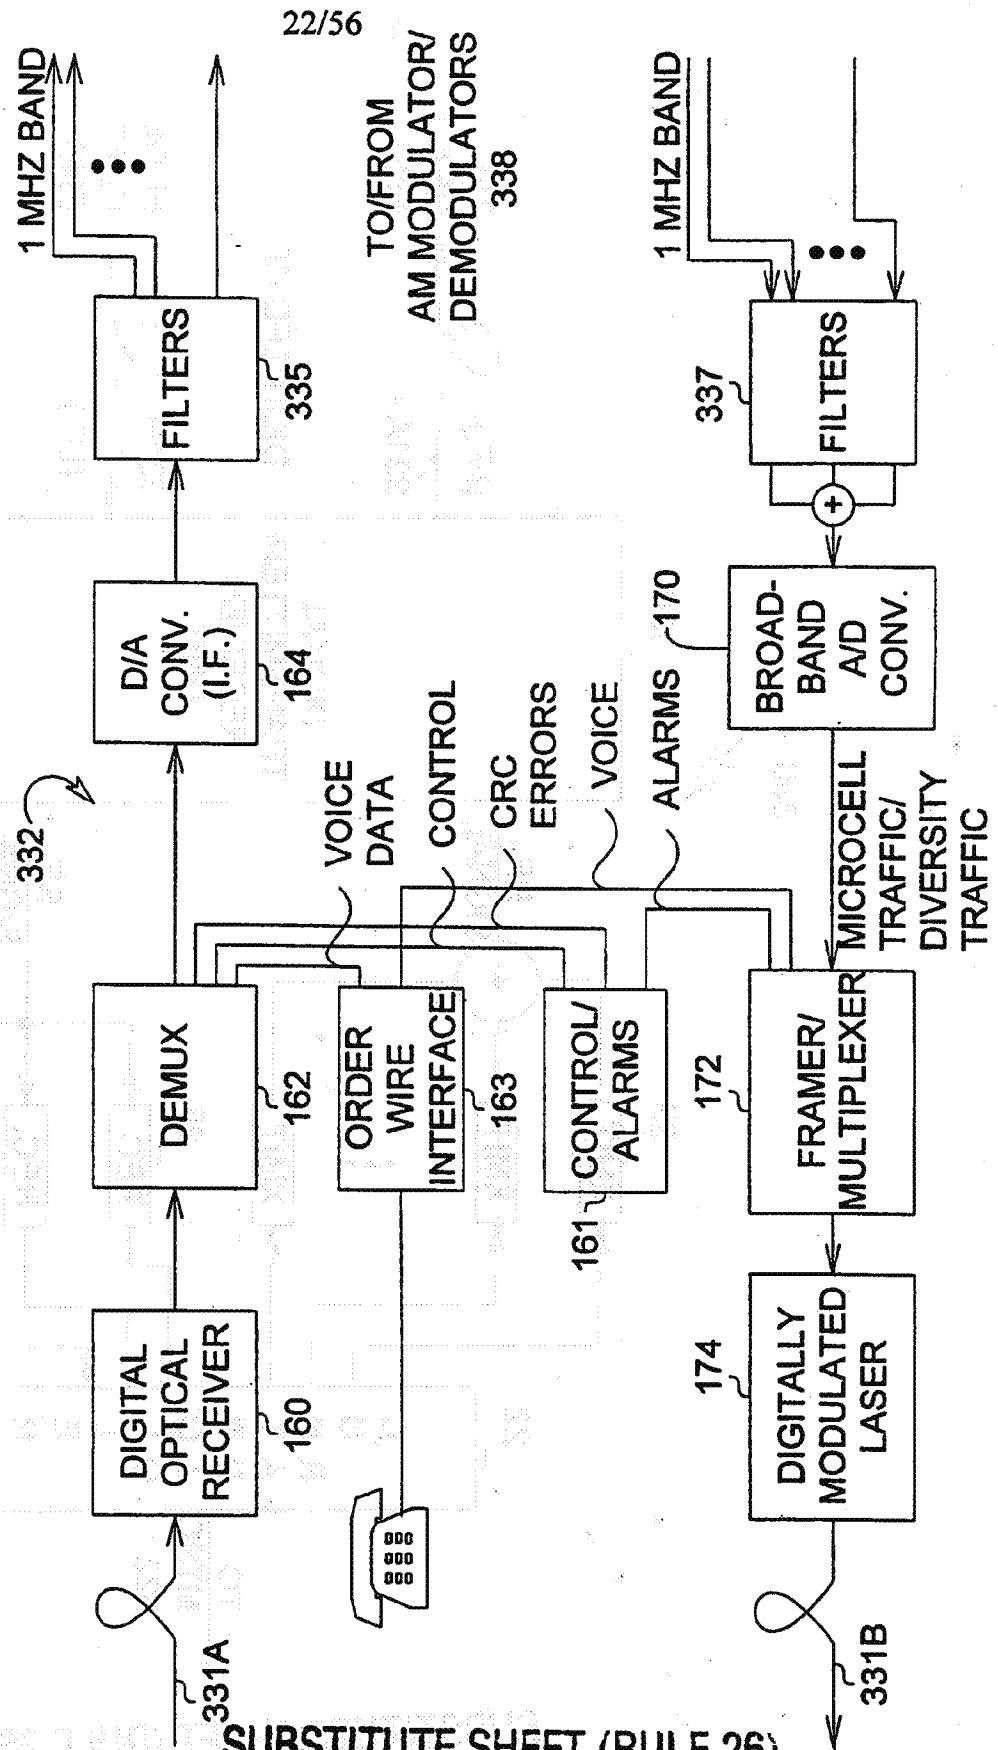 22/56
332
1 MHZ BAND
FILTERS
335
D/A
CONV.
(I.F.)
164
DEMUX
162
DIGITAL
OPTICAL
RECEIVER
160
331A
TO/FROM
AM MODULATOR/
DEMODULATORS
338
VOICE
DATA
CONTROL
CRC
ERRORS
VOICE
ALARMS
ORDER
WIRE
INTERFACE
163
CONTROL/
ALARMS
161
1 MHZ BAND
FILTERS
337
+
BROAD-
BAND
A/D
CONV.
170
MICROCELL
TRAFFIC/
DIVERSITY
TRAFFIC
FRAMER/
MULTIPLEXER
172
DIGITALLY
MODULATED
LASER
174
331B
SUBSTITUTE SHEET (RULE 26)